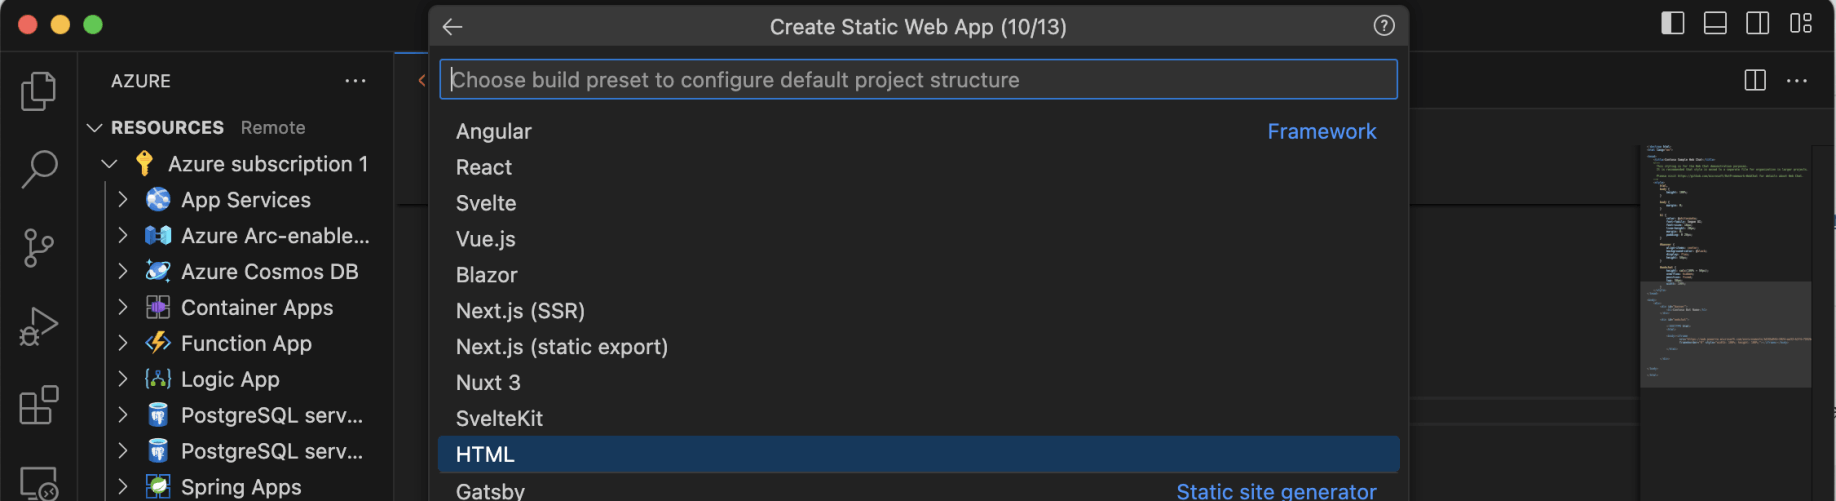 Create Static Web App (10/13)
Choose build preset to configure default project structure
AZURE
RESOURCES Remote
Azure subscription 1
App Services
Azure Arc-enable...
Azure Cosmos DB
Container Apps
Function App
Logic App
PostgreSQL serv...
PostgreSQL serv...
Spring Apps
Angular Framework
React
Svelte
Vue.js
Blazor
Next.js (SSR)
Next.js (static export)
Nuxt 3
SvelteKit
HTML
Gatsby Static site generator